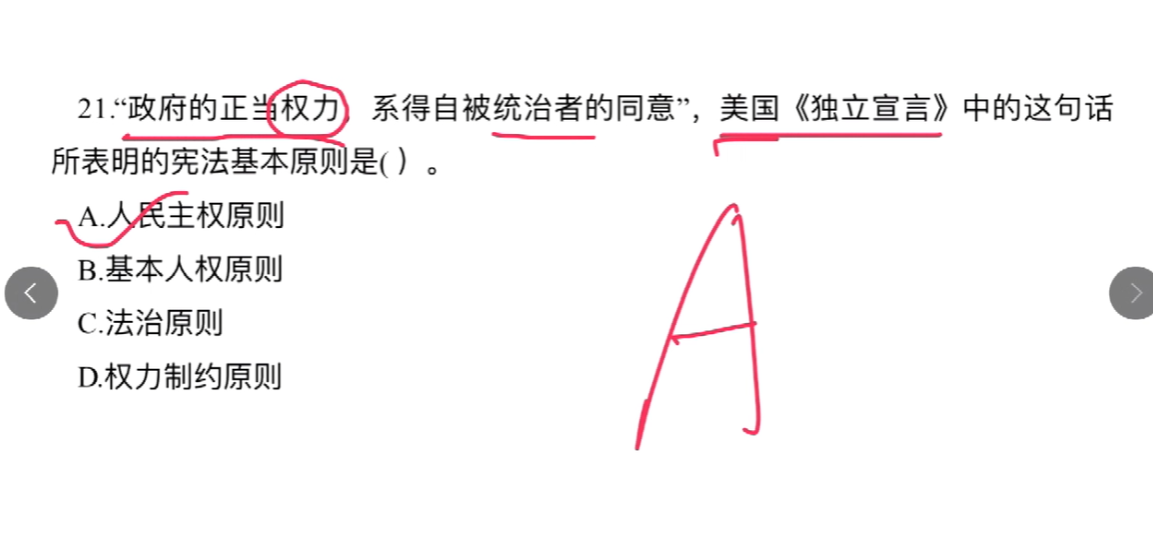 21.“政府的正当权力，系得自被统治者的同意”，美国《独立宣言》中的这句话
所表明的宪法基本原则是( ）。
A.人民主权原则
B.基本人权原则
C.法治原则
D.权力制约原则
A